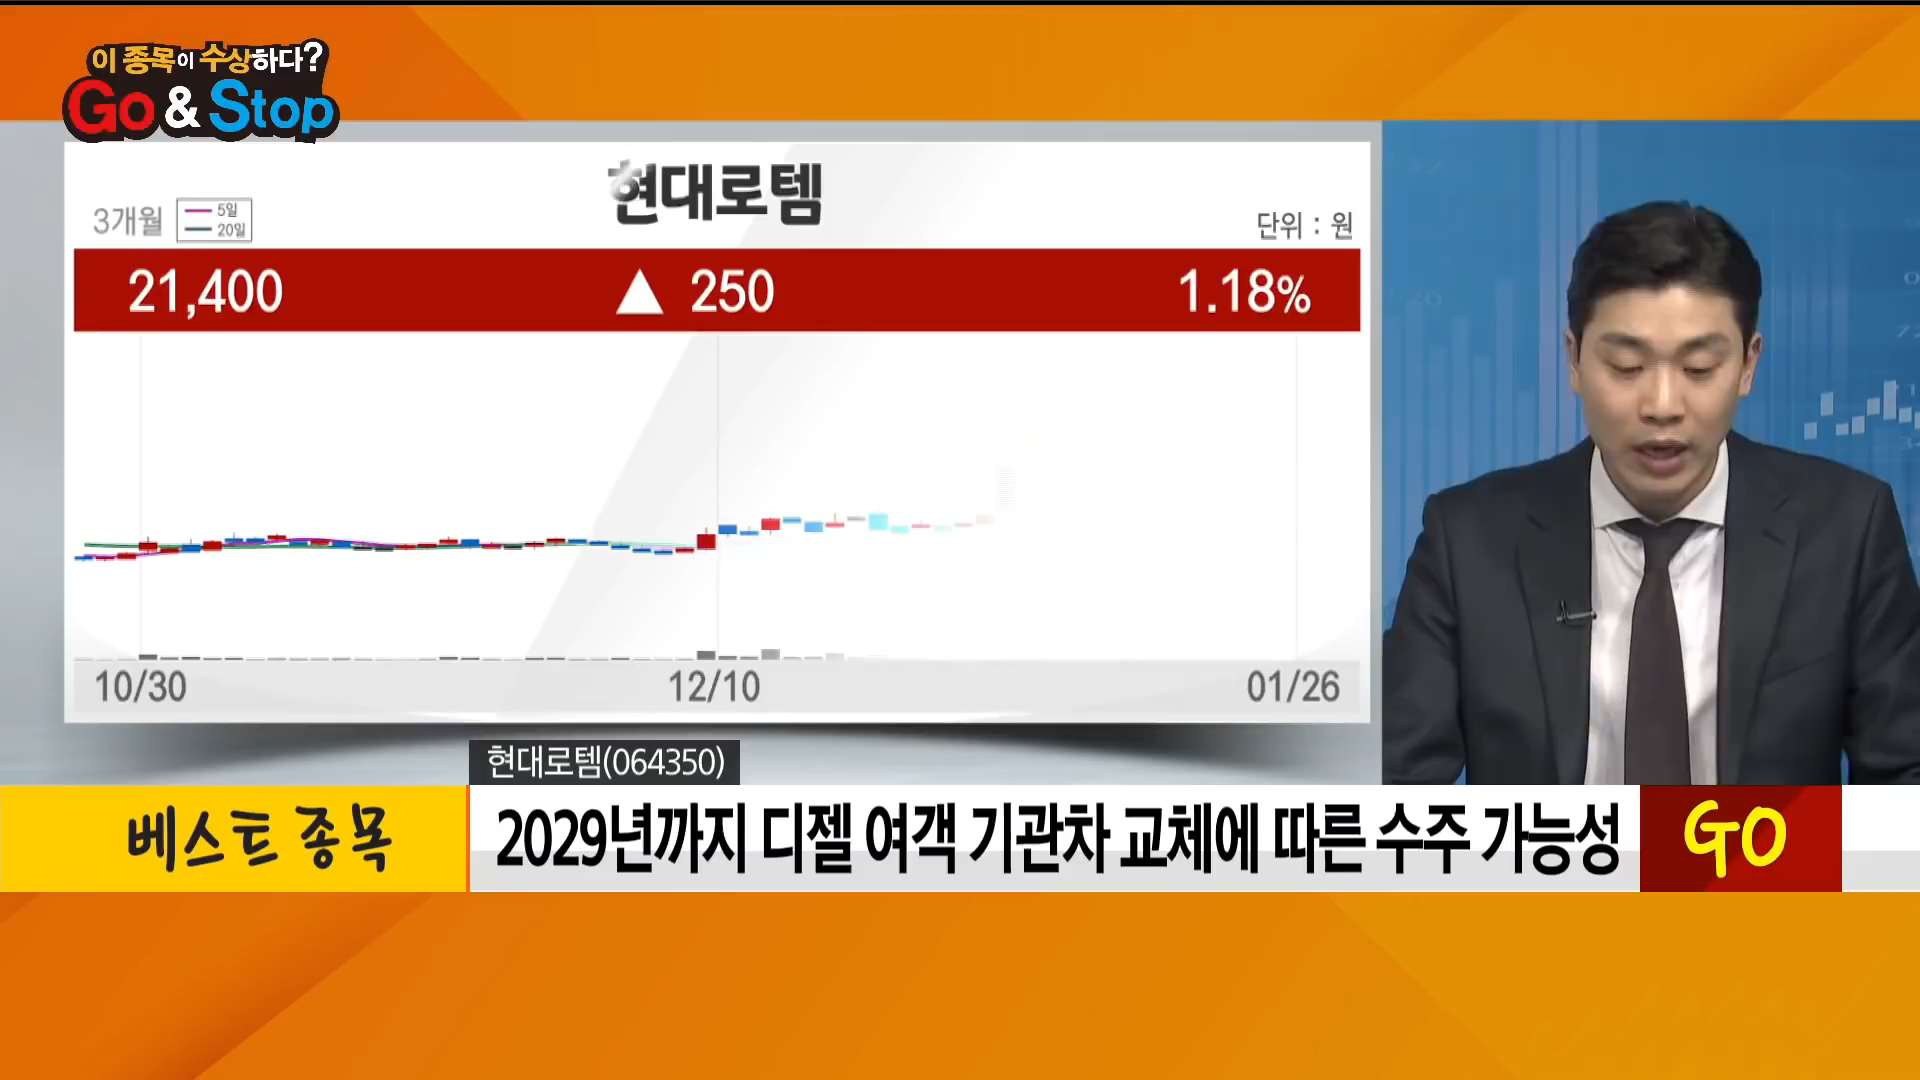 이 종목이 수상하다?
Go & Stop
현대로템
3개월
5일
20일
단위 : 원
21,400 ▲ 250 1.18%
10/30 12/10 01/26
현대로템(064350)
베스트 종목
2029년까지 디젤 여객 기관차 교체에 따른 수주 가능성
GO